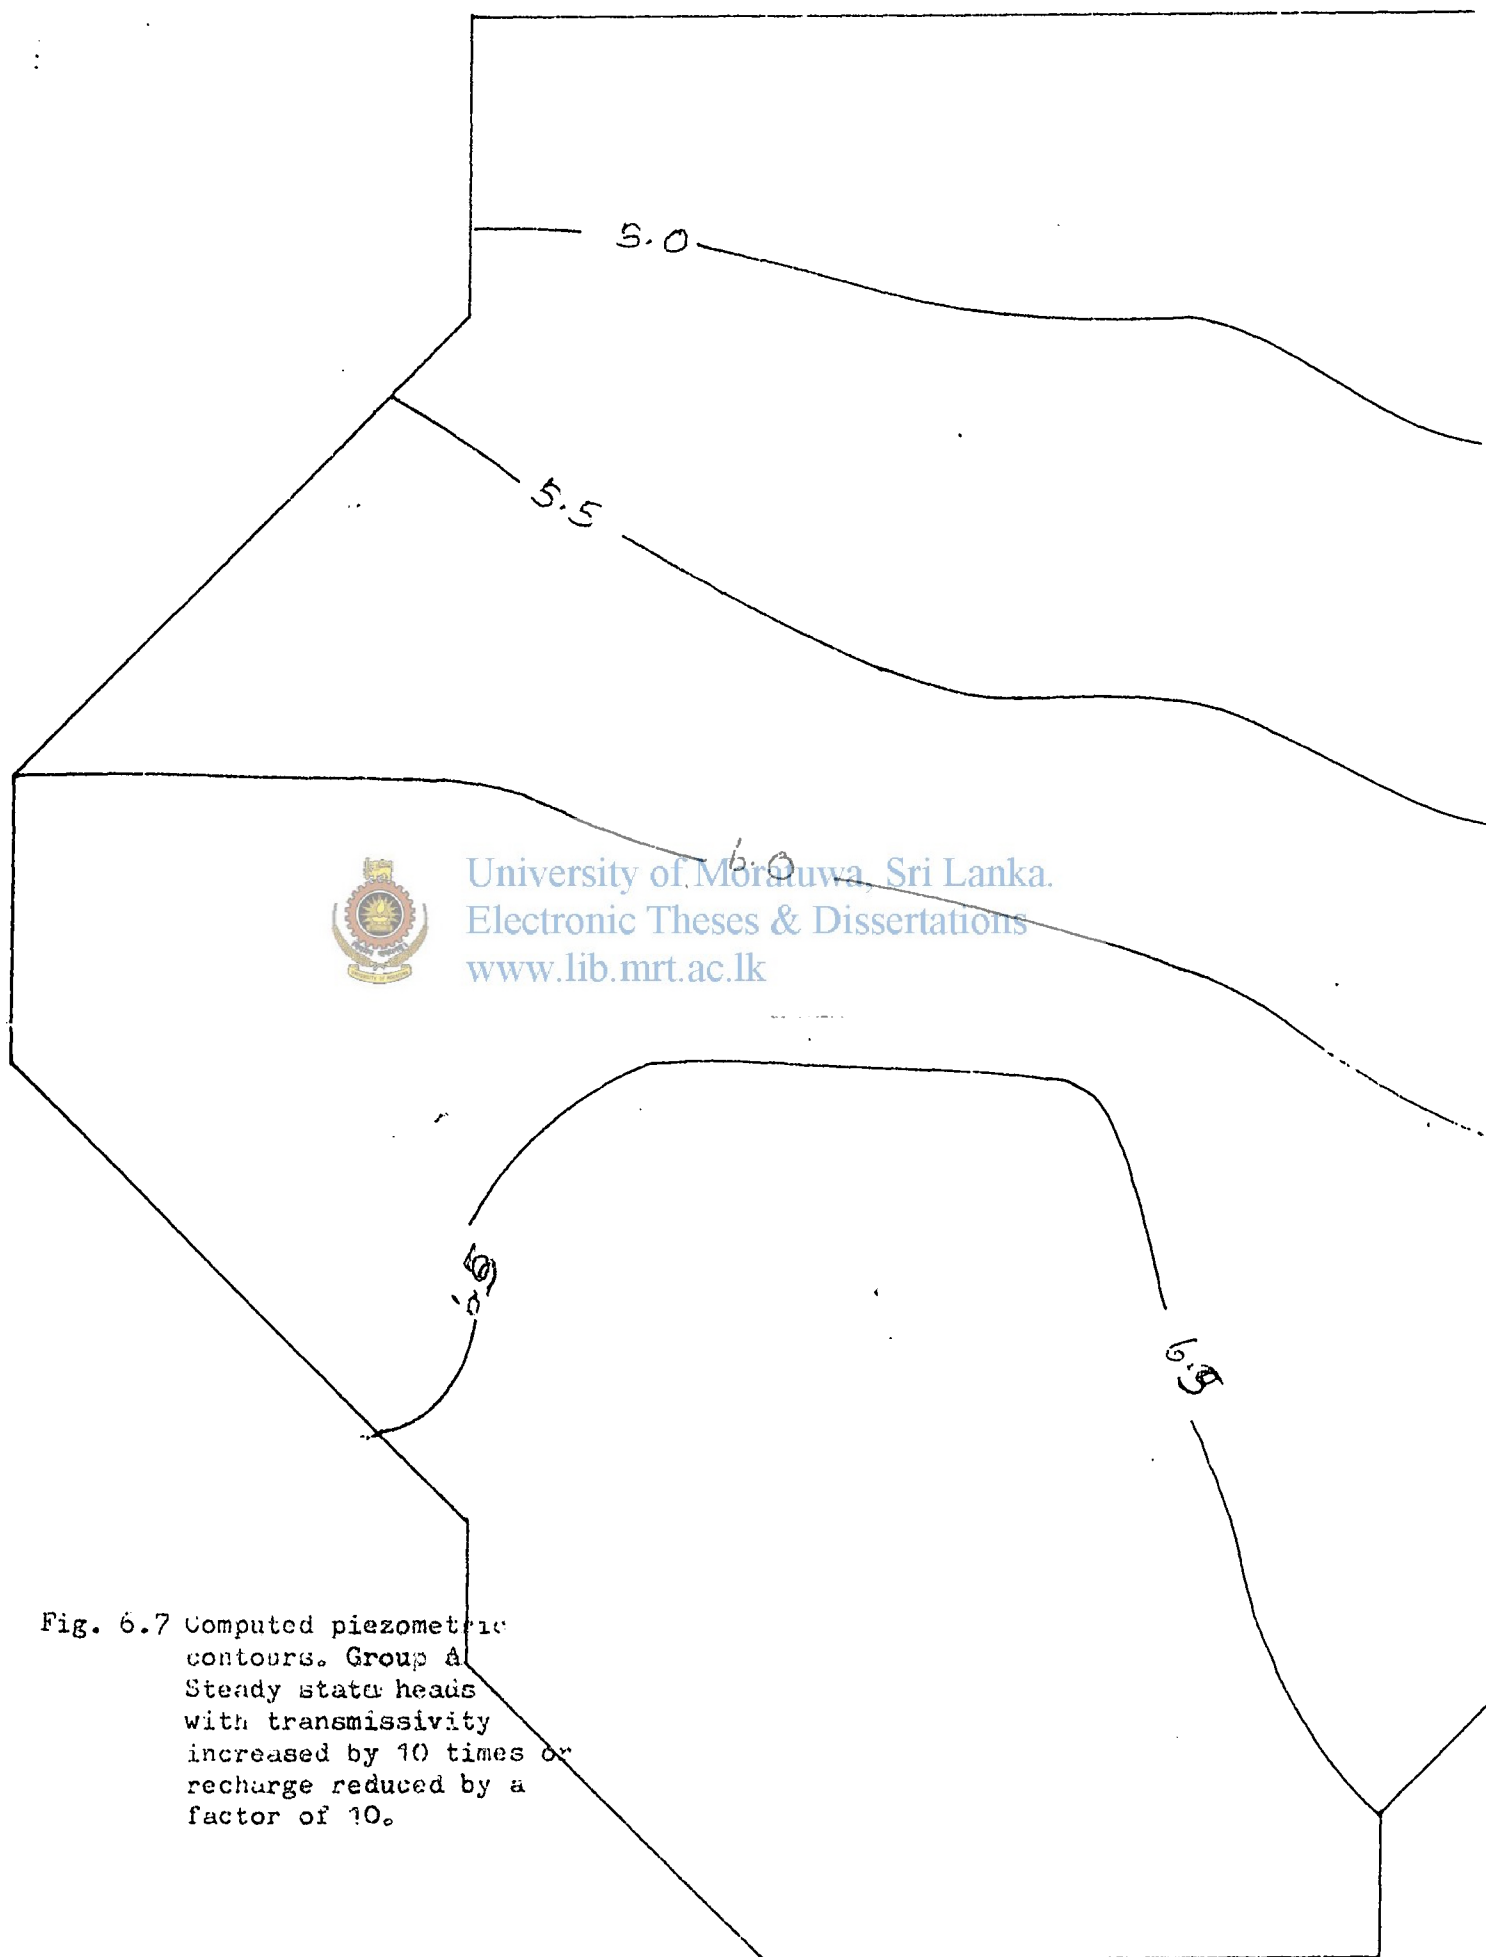 5.0
5.5
6.0
University of Moratuwa, Sri Lanka.
Electronic Theses & Dissertations
www.lib.mrt.ac.lk
6.5
Fig. 6.7 Computed piezometric
contours. Group A
Steady state heads
with transmissivity
increased by 10 times or
recharge reduced by a
factor of 10.